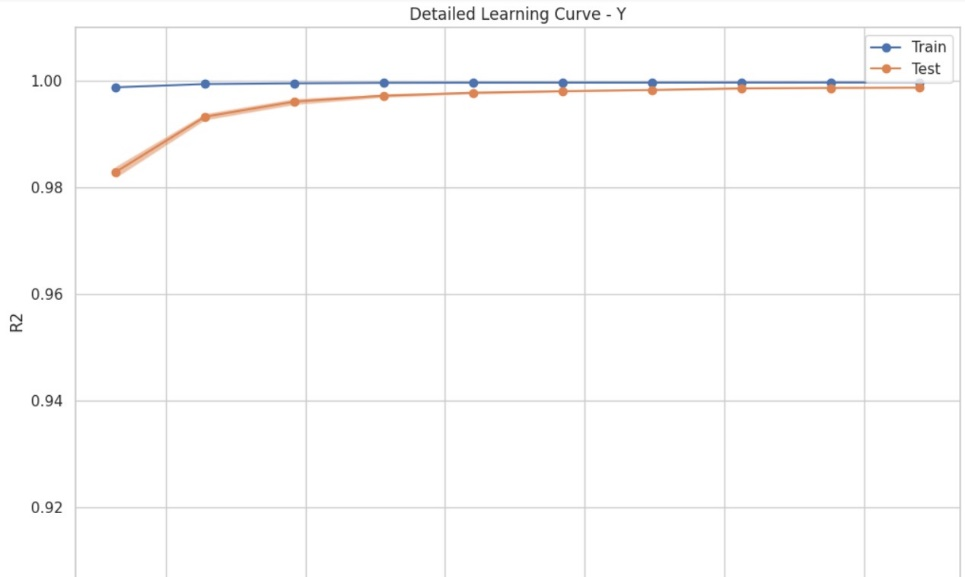 Detailed Learning Curve - Y
Train
Test
1.00
0.98
0.96
R2
0.94
0.92